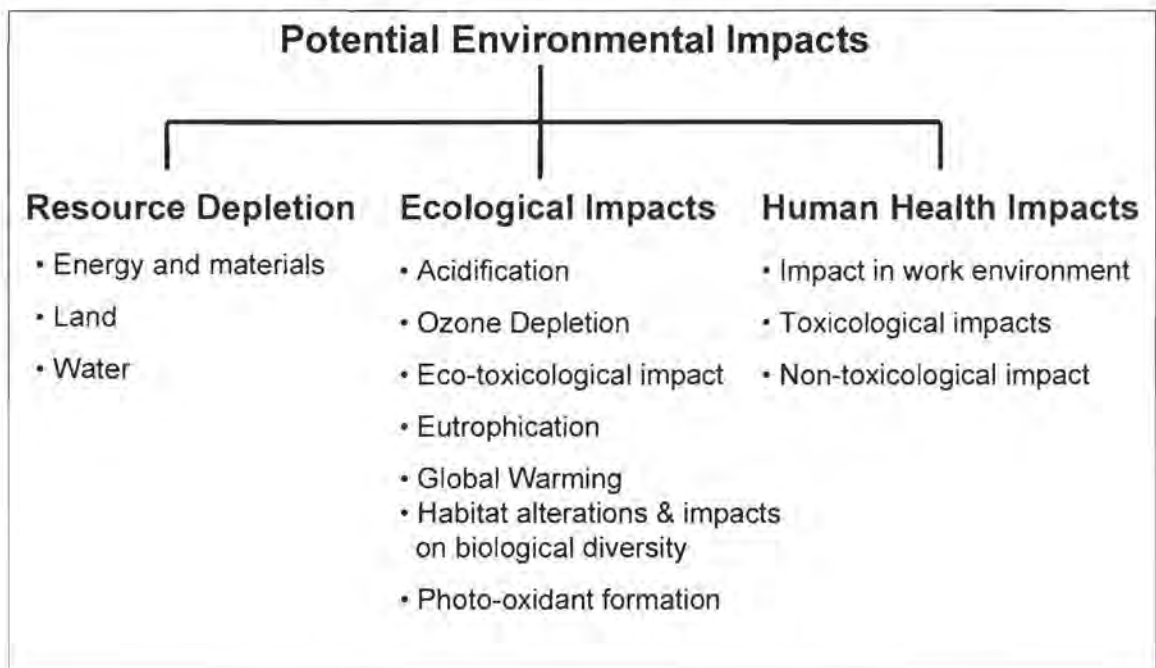 Potential Environmental Impacts
Resource Depletion
• Energy and materials
• Land
• Water
Ecological Impacts
• Acidification
• Ozone Depletion
• Eco-toxicological impact
• Eutrophication
• Global Warming
• Habitat alterations & impacts
on biological diversity
• Photo-oxidant formation
Human Health Impacts
• Impact in work environment
• Toxicological impacts
• Non-toxicological impact